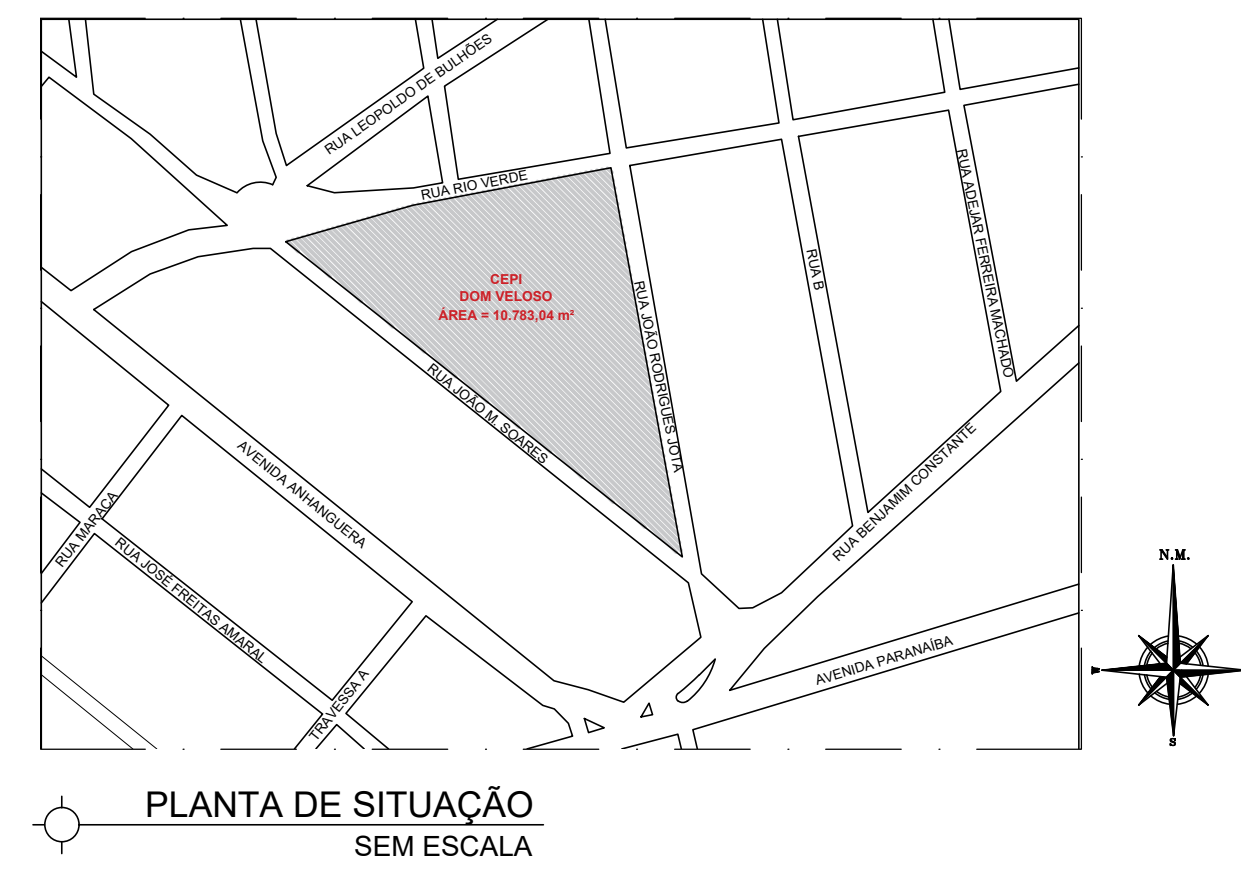 RUA LEOPOLDO DE BULHÕES
RUA RIO VERDE
RUA ADEJAR FERREIRA MACHADO
RUA B
CEPI
DOM VELOSO
ÁREA = 10.783,04 m²
RUA JOÃO RODRIGUES JOTA
RUA JOÃO M. SOARES
AVENIDA ANHANGUERA
RUA BENJAMIM CONSTANTE
RUA MARACA
RUA JOSÉ FREITAS AMARAL
AVENIDA PARANAÍBA
TRAVESSA A
N.M.
S
PLANTA DE SITUAÇÃO
SEM ESCALA